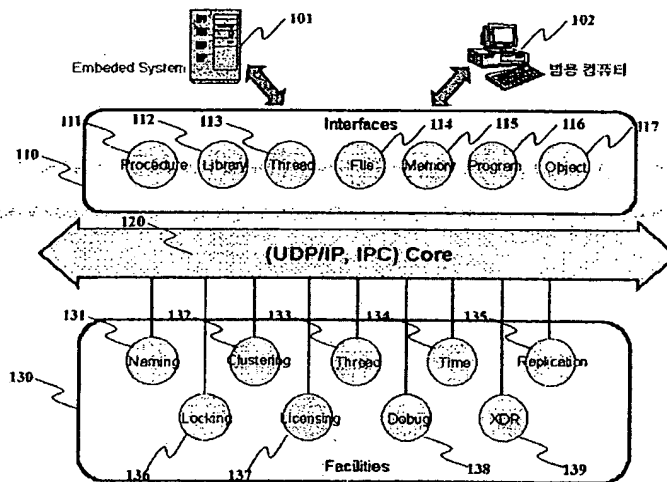 101
102
Embeded System
범용 컴퓨터
111
112
113
Interfaces
114
115
116
117
110
Procedure
Library
Thread
File
Memory
Program
Object
120
(UDP/IP, IPC) Core
131
132
133
134
135
Naming
Clustering
Thread
Time
Replication
130
Locking
Licensing
Debug
XDR
136
137
Facilities
138
139